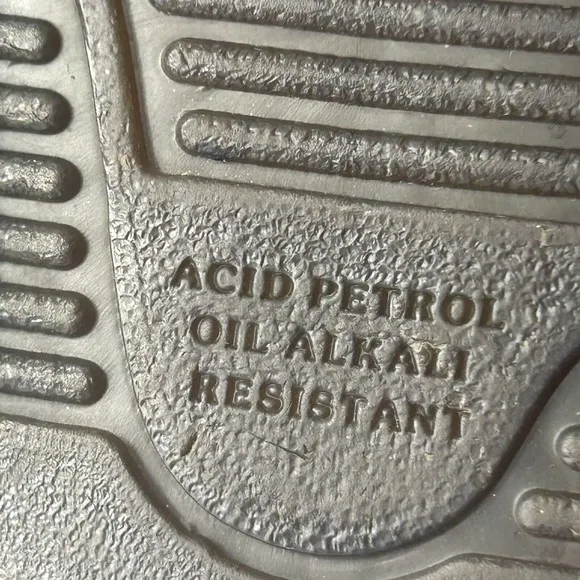 ACID PETROL
OIL ALKALI
RESISTANT